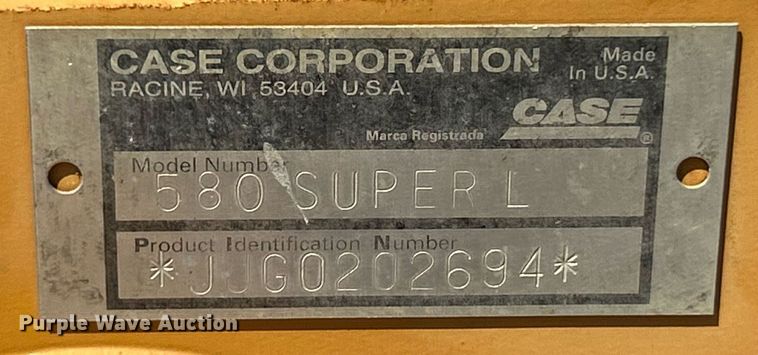 CASE CORPORATION
RACINE, WI 53404 U.S.A.
Made
In U.S.A.
CASE
Marca Registrada ®
Model Number
580 SUPER L
Product Identification Number
*JJG0202694*
Purple Wave Auction